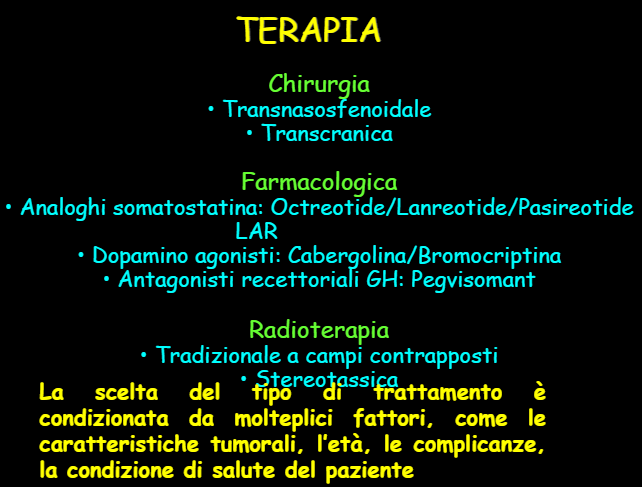 TERAPIA
Chirurgia
• Transnasosfenoidale
• Transcranica
Farmacologica
• Analoghi somatostatina: Octreotide/Lanreotide/Pasireotide
LAR
• Dopamino agonisti: Cabergolina/Bromocriptina
• Antagonisti recettoriali GH: Pegvisomant
Radioterapia
• Tradizionale a campi contrapposti
• Stereotassica
La scelta del tipo di trattamento è
condizionata da molteplici fattori, come le
caratteristiche tumorali, l'età, le complicanze,
la condizione di salute del paziente